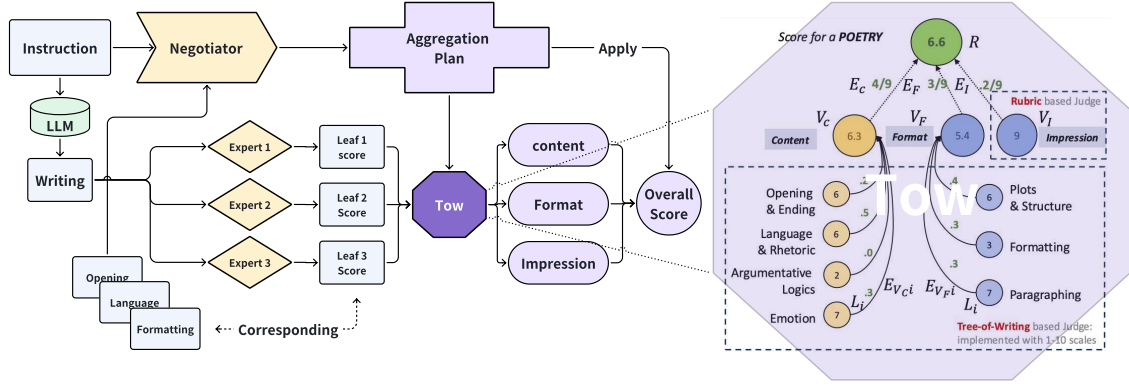 Instruction
Negotiator
Aggregation
Plan
Apply
LLM
Writing
Expert 1
Expert 2
Expert 3
Leaf 1
score
Leaf 2
Score
Leaf 3
Score
Tow
content
Format
Impression
Overall
Score
Opening
Language
Formatting
Corresponding
Score for a POETRY
6.6
R
E_c 4/9
E_F 3/9
E_I .2/9
Rubric based Judge
V_c
V_F
V_I
Content
6.3
Format
5.4
9
Impression
Tow
Opening
& Ending
6
.2
Language
& Rhetoric
6
.5
Argumentative
Logics
2
.0
Emotion
7
.3
L_i
E_{V_C}i
E_{V_F}i
L_i
.4
6
Plots
& Structure
.3
3
Formatting
.3
7
Paragraphing
Tree-of-Writing based Judge:
implemented with 1-10 scales